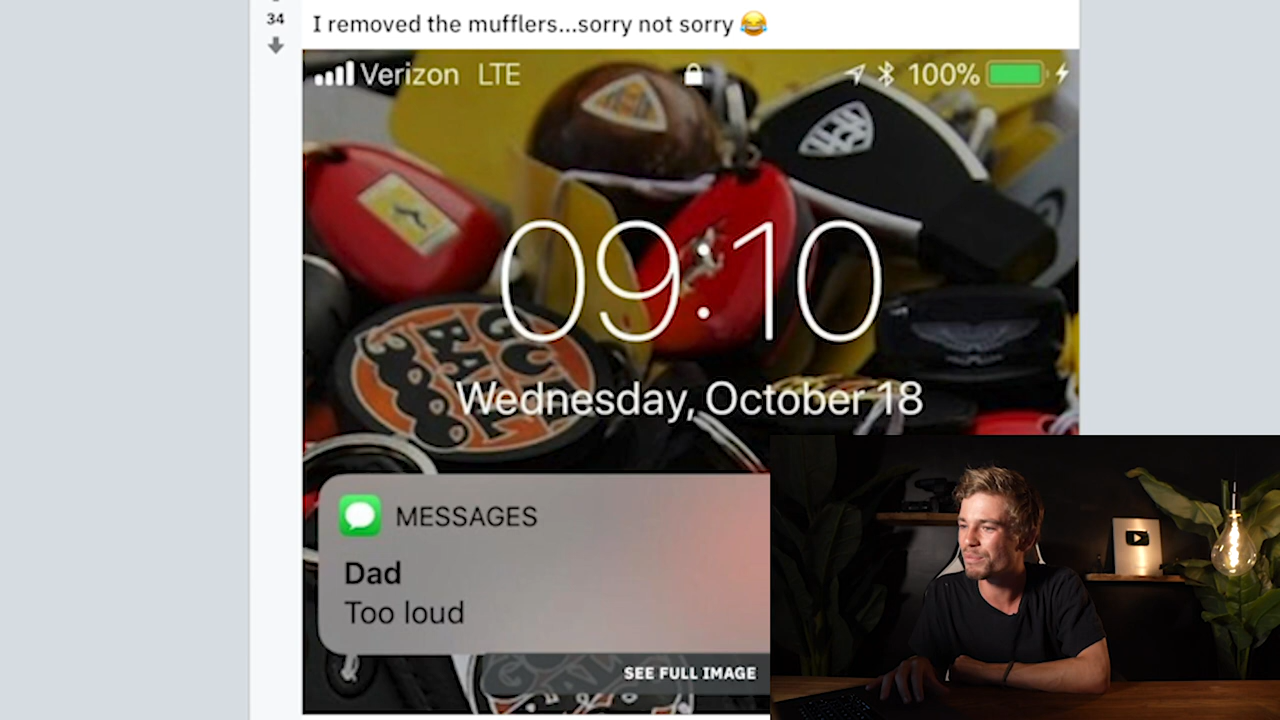 34
I removed the mufflers...sorry not sorry 😂
Verizon LTE
100%
09:10
Wednesday, October 18
MESSAGES
Dad
Too loud
SEE FULL IMAGE